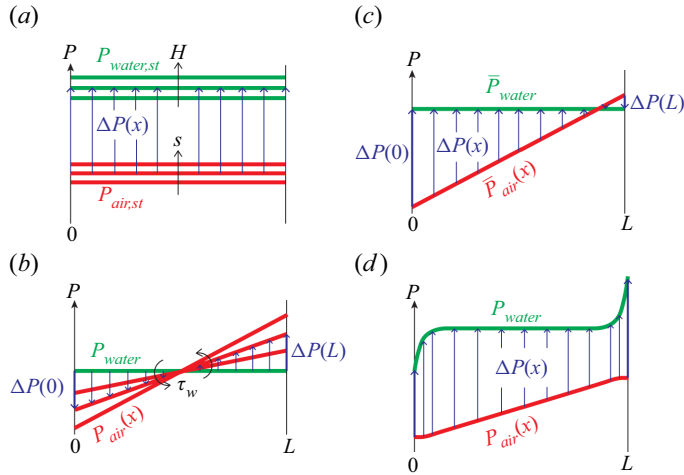 (a)
P
P_water,st
H
ΔP(x)
s
P_air,st
0
(b)
P
P_water
ΔP(L)
ΔP(0)
τ_w
P_air(x)
0
L
(c)
P
P̅_water
ΔP(L)
ΔP(0)
ΔP(x)
P̅_air(x)
0
L
(d)
P
P_water
ΔP(x)
P_air(x)
0
L